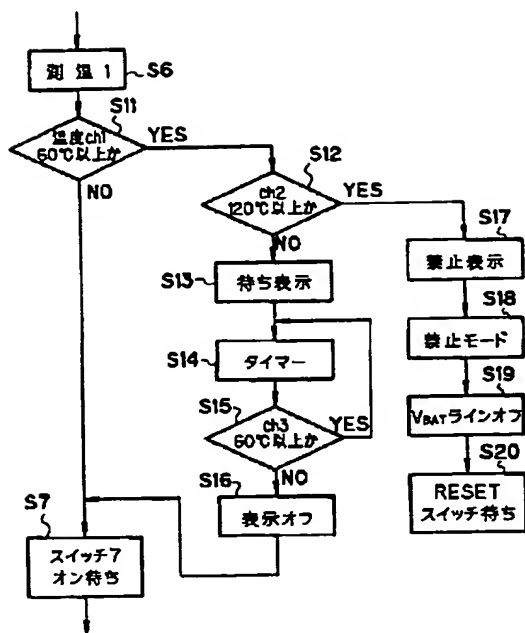 測温1
S6
S11
温度ch1
60℃以上か
YES
NO
S12
ch2
120℃以上か
YES
NO
S17
禁止表示
S13
待ち表示
S18
禁止モード
S14
タイマー
S19
VBATラインオフ
S15
ch3
60℃以上か
YES
NO
S20
RESET
スイッチ待ち
S16
表示オフ
S7
スイッチ7
オン待ち